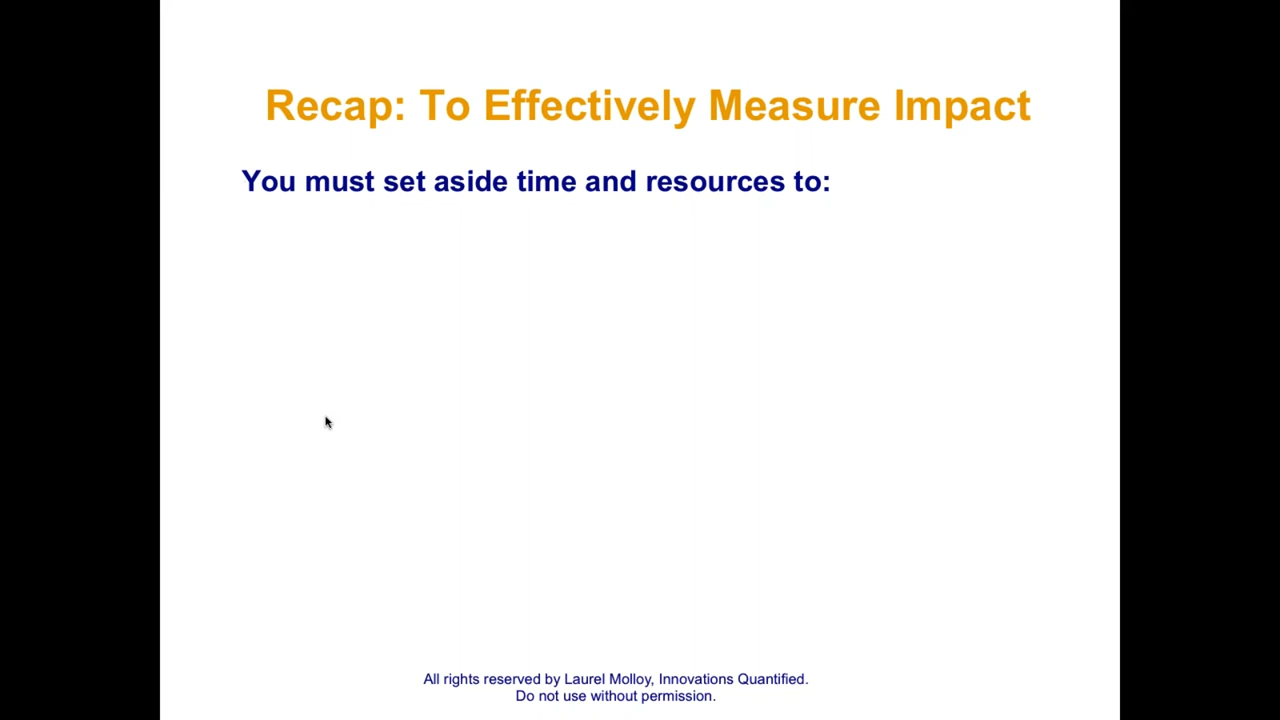 Recap: To Effectively Measure Impact
You must set aside time and resources to:
All rights reserved by Laurel Molloy, Innovations Quantified.
Do not use without permission.